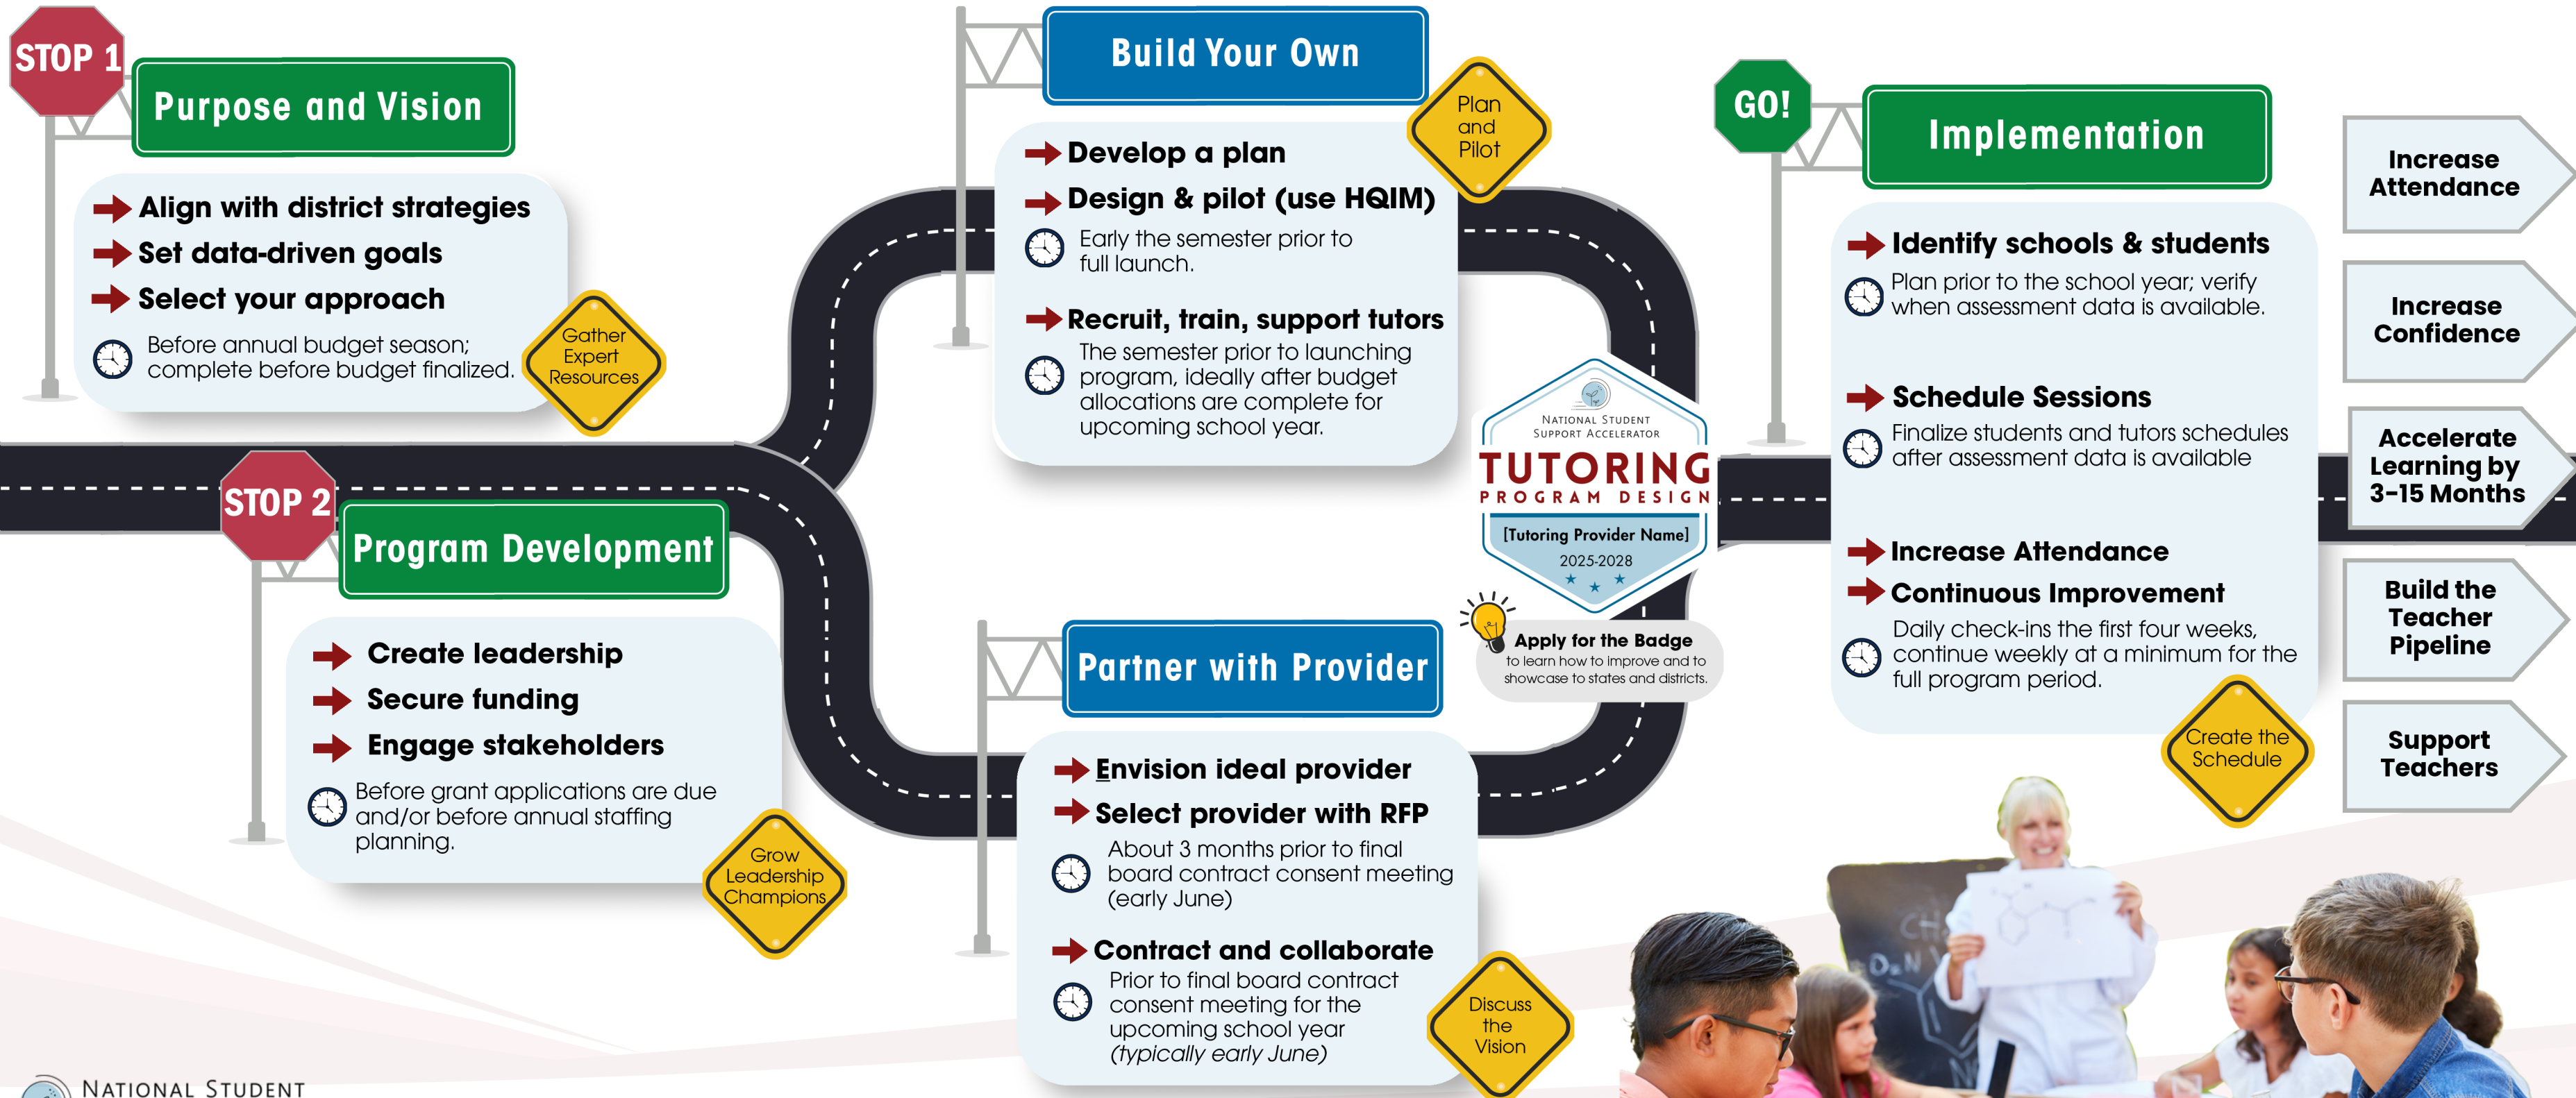 STOP 1
Purpose and Vision
Align with district strategies
Set data-driven goals
Select your approach
Before annual budget season;
complete before budget finalized.
Gather
Expert
Resources
STOP 2
Program Development
Create leadership
Secure funding
Engage stakeholders
Before grant applications are due
and/or before annual staffing
planning.
Grow
Leadership
Champions
Build Your Own
Plan
and
Pilot
Develop a plan
Design & pilot (use HQIM)
Early the semester prior to
full launch.
Recruit, train, support tutors
The semester prior to launching
program, ideally after budget
allocations are complete for
upcoming school year.
Partner with Provider
Envision ideal provider
Select provider with RFP
About 3 months prior to final
board contract consent meeting
(early June)
Contract and collaborate
Prior to final board contract
consent meeting for the
upcoming school year
(typically early June)
Discuss
the
Vision
NATIONAL STUDENT
SUPPORT ACCELERATOR
TUTORING
PROGRAM DESIGN
[Tutoring Provider Name]
2025-2028
Apply for the Badge
to learn how to improve and to
showcase to states and districts.
GO!
Implementation
Identify schools & students
Plan prior to the school year; verify
when assessment data is available.
Schedule Sessions
Finalize students and tutors schedules
after assessment data is available
Increase Attendance
Continuous Improvement
Daily check-ins the first four weeks,
continue weekly at a minimum for the
full program period.
Create the
Schedule
Increase
Attendance
Increase
Confidence
Accelerate
Learning by
3-15 Months
Build the
Teacher
Pipeline
Support
Teachers
NATIONAL STUDENT